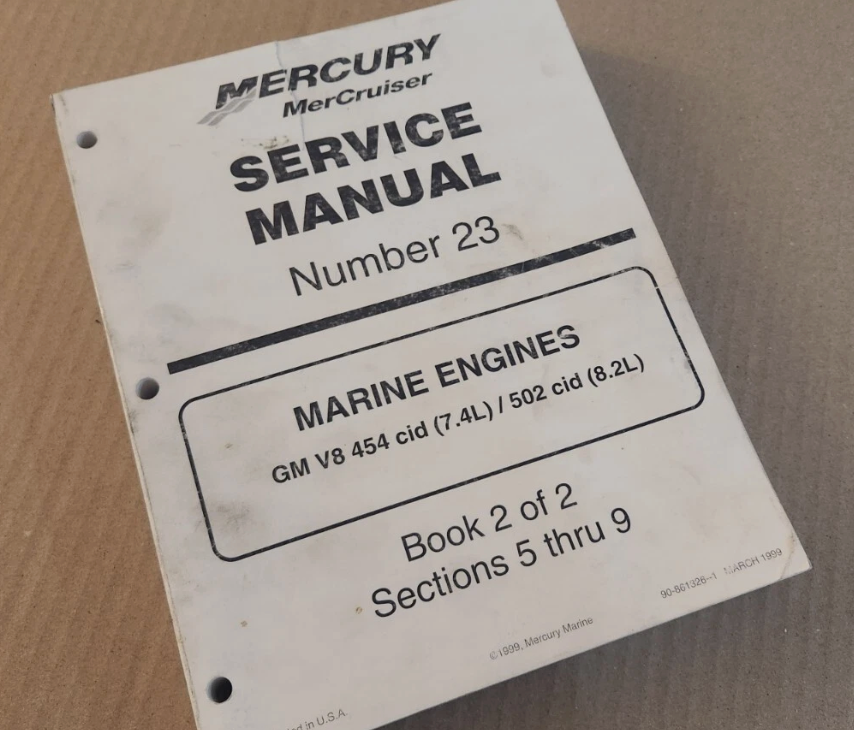 MERCURY
MerCruiser
SERVICE
MANUAL
Number 23
MARINE ENGINES
GM V8 454 cid (7.4L) / 502 cid (8.2L)
Book 2 of 2
Sections 5 thru 9
90-861326--1 MARCH 1999
©1999, Mercury Marine
in U.S.A.